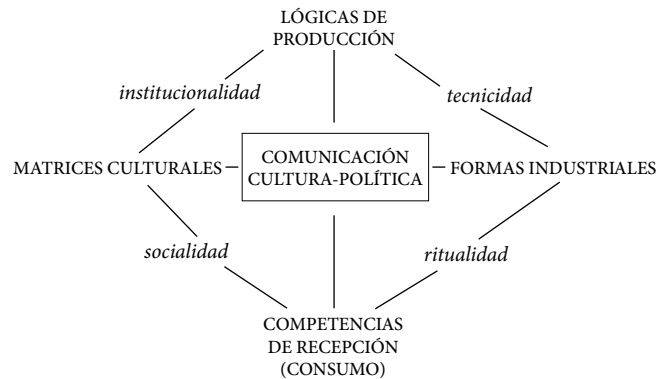 LÓGICAS DE
PRODUCCIÓN
institucionalidad
tecnicidad
MATRICES CULTURALES
COMUNICACIÓN
CULTURA-POLÍTICA
FORMAS INDUSTRIALES
socialidad
ritualidad
COMPETENCIAS
DE RECEPCIÓN
(CONSUMO)